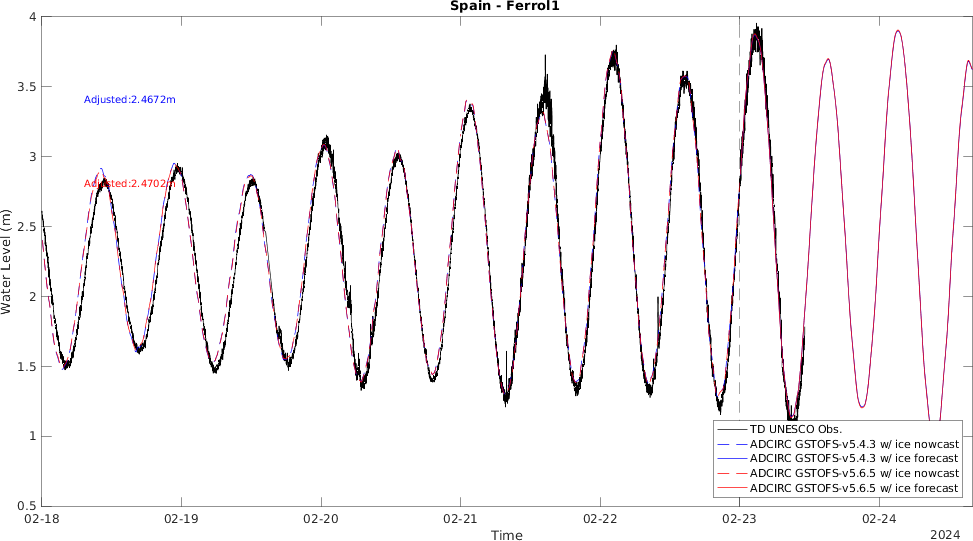 Spain - Ferrol1
4
3.5
3
2.5
2
1.5
1
0.5
Water Level (m)
Adjusted:2.4672m
Adjusted:2.4702m
TD UNESCO Obs.
ADCIRC GSTOFS-v5.4.3 w/ ice nowcast
ADCIRC GSTOFS-v5.4.3 w/ ice forecast
ADCIRC GSTOFS-v5.6.5 w/ ice nowcast
ADCIRC GSTOFS-v5.6.5 w/ ice forecast
02-18 02-19 02-20 02-21 02-22 02-23 02-24
Time
2024